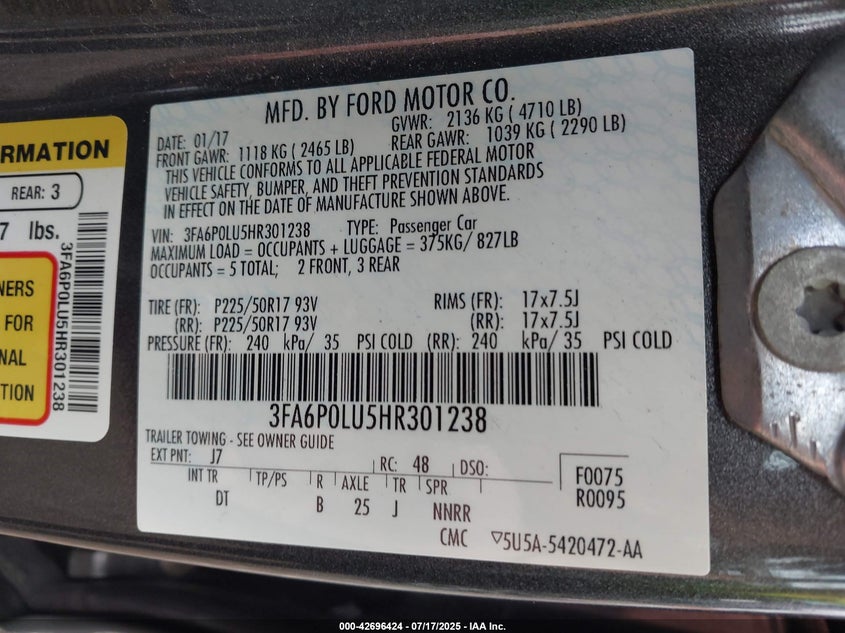 MFD. BY FORD MOTOR CO.
DATE: 01/17
GVWR: 2136 KG ( 4710 LB)
FRONT GAWR: 1118 KG ( 2465 LB)
REAR GAWR: 1039 KG ( 2290 LB)
THIS VEHICLE CONFORMS TO ALL APPLICABLE FEDERAL MOTOR
VEHICLE SAFETY, BUMPER, AND THEFT PREVENTION STANDARDS
IN EFFECT ON THE DATE OF MANUFACTURE SHOWN ABOVE.
VIN: 3FA6P0LU5HR301238 TYPE: Passenger Car
MAXIMUM LOAD = OCCUPANTS + LUGGAGE = 375KG/ 827LB
OCCUPANTS = 5 TOTAL; 2 FRONT, 3 REAR
TIRE (FR): P225/50R17 93V RIMS (FR): 17x7.5J
(RR): P225/50R17 93V (RR): 17x7.5J
PRESSURE (FR): 240 kPa/ 35 PSI COLD (RR): 240 kPa/ 35 PSI COLD
3FA6P0LU5HR301238
TRAILER TOWING - SEE OWNER GUIDE
EXT PNT: J7 RC: 48 DSO:
INT TR TP/PS R AXLE TR SPR
DT B 25 J NNRR
F0075
R0095
CMC ▽5U5A-5420472-AA
RMATION
REAR: 3
7 lbs.
3FA6P0LU5HR301238
NERS
FOR
NAL
TION
000-42696424 / 07/17/2025 - IAA Inc.